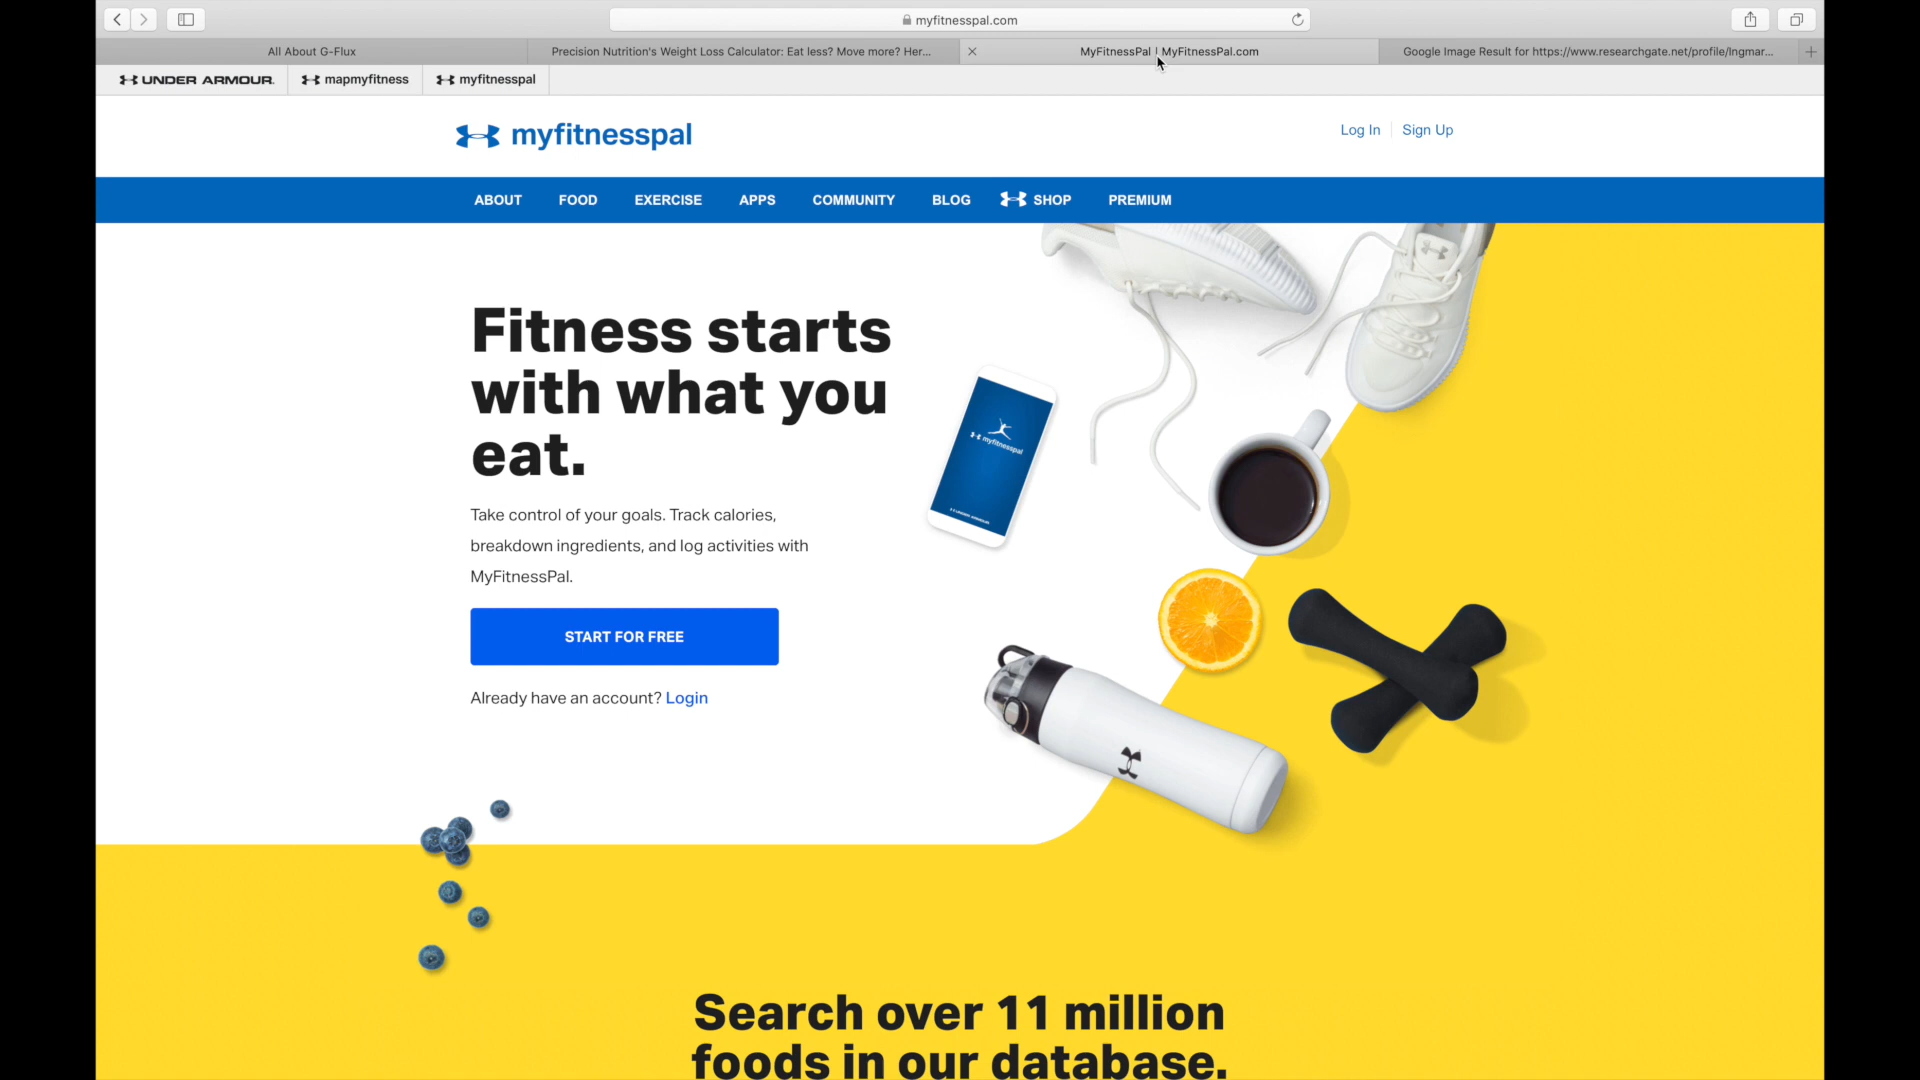 myfitnesspal.com
All About G-Flux
Precision Nutrition's Weight Loss Calculator: Eat less? Move more? Her...
MyFitnessPal | MyFitnessPal.com
Google Image Result for https://www.researchgate.net/profile/Ingmar...
UNDER ARMOUR.
mapmyfitness
myfitnesspal
myfitnesspal
Log In
Sign Up
ABOUT
FOOD
EXERCISE
APPS
COMMUNITY
BLOG
SHOP
PREMIUM
Fitness starts
with what you
eat.
Take control of your goals. Track calories,
breakdown ingredients, and log activities with
MyFitnessPal.
START FOR FREE
Already have an account? Login
myfitnesspal
UNDER ARMOUR
Search over 11 million
foods in our database.